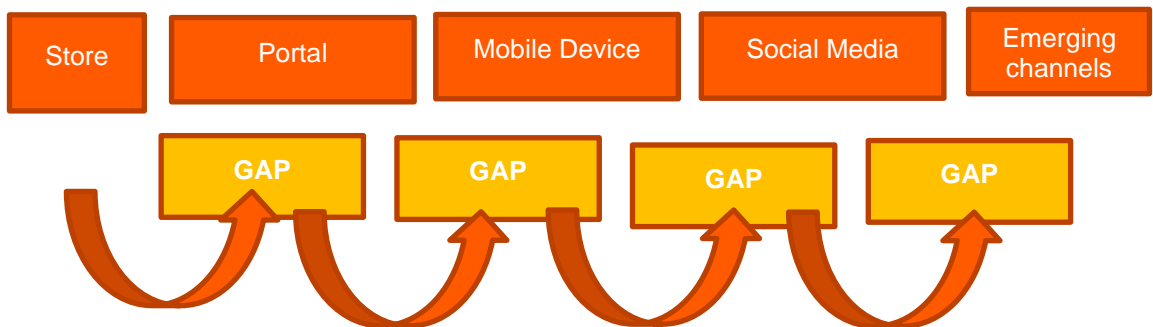 Store
Portal
Mobile Device
Social Media
Emerging
channels
GAP
GAP
GAP
GAP